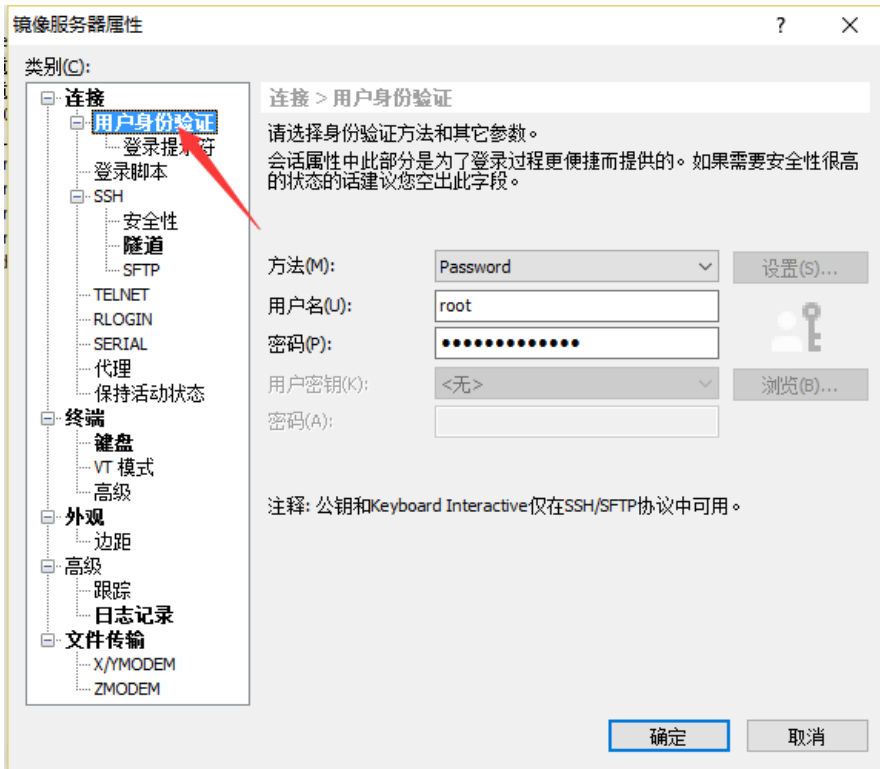 镜像服务器属性
类别(C):
连接
用户身份验证
登录提示符
登录脚本
SSH
安全性
隧道
SFTP
TELNET
RLOGIN
SERIAL
代理
保持活动状态
终端
键盘
VT 模式
高级
外观
边距
高级
跟踪
日志记录
文件传输
X/YMODEM
ZMODEM
连接 > 用户身份验证
请选择身份验证方法和其它参数。
会话属性中此部分是为了登录过程更便捷而提供的。如果需要安全性很高
的状态的话建议您空出此字段。
方法(M):
Password
设置(S)...
用户名(U):
root
密码(P):
●●●●●●●●●●●●●
用户密钥(K):
<无>
浏览(B)...
密码(A):
注释: 公钥和Keyboard Interactive仅在SSH/SFTP协议中可用。
确定
取消